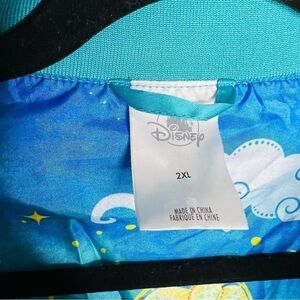 Disney
2XL
MADE IN CHINA
FABRIQUÉ EN CHINE